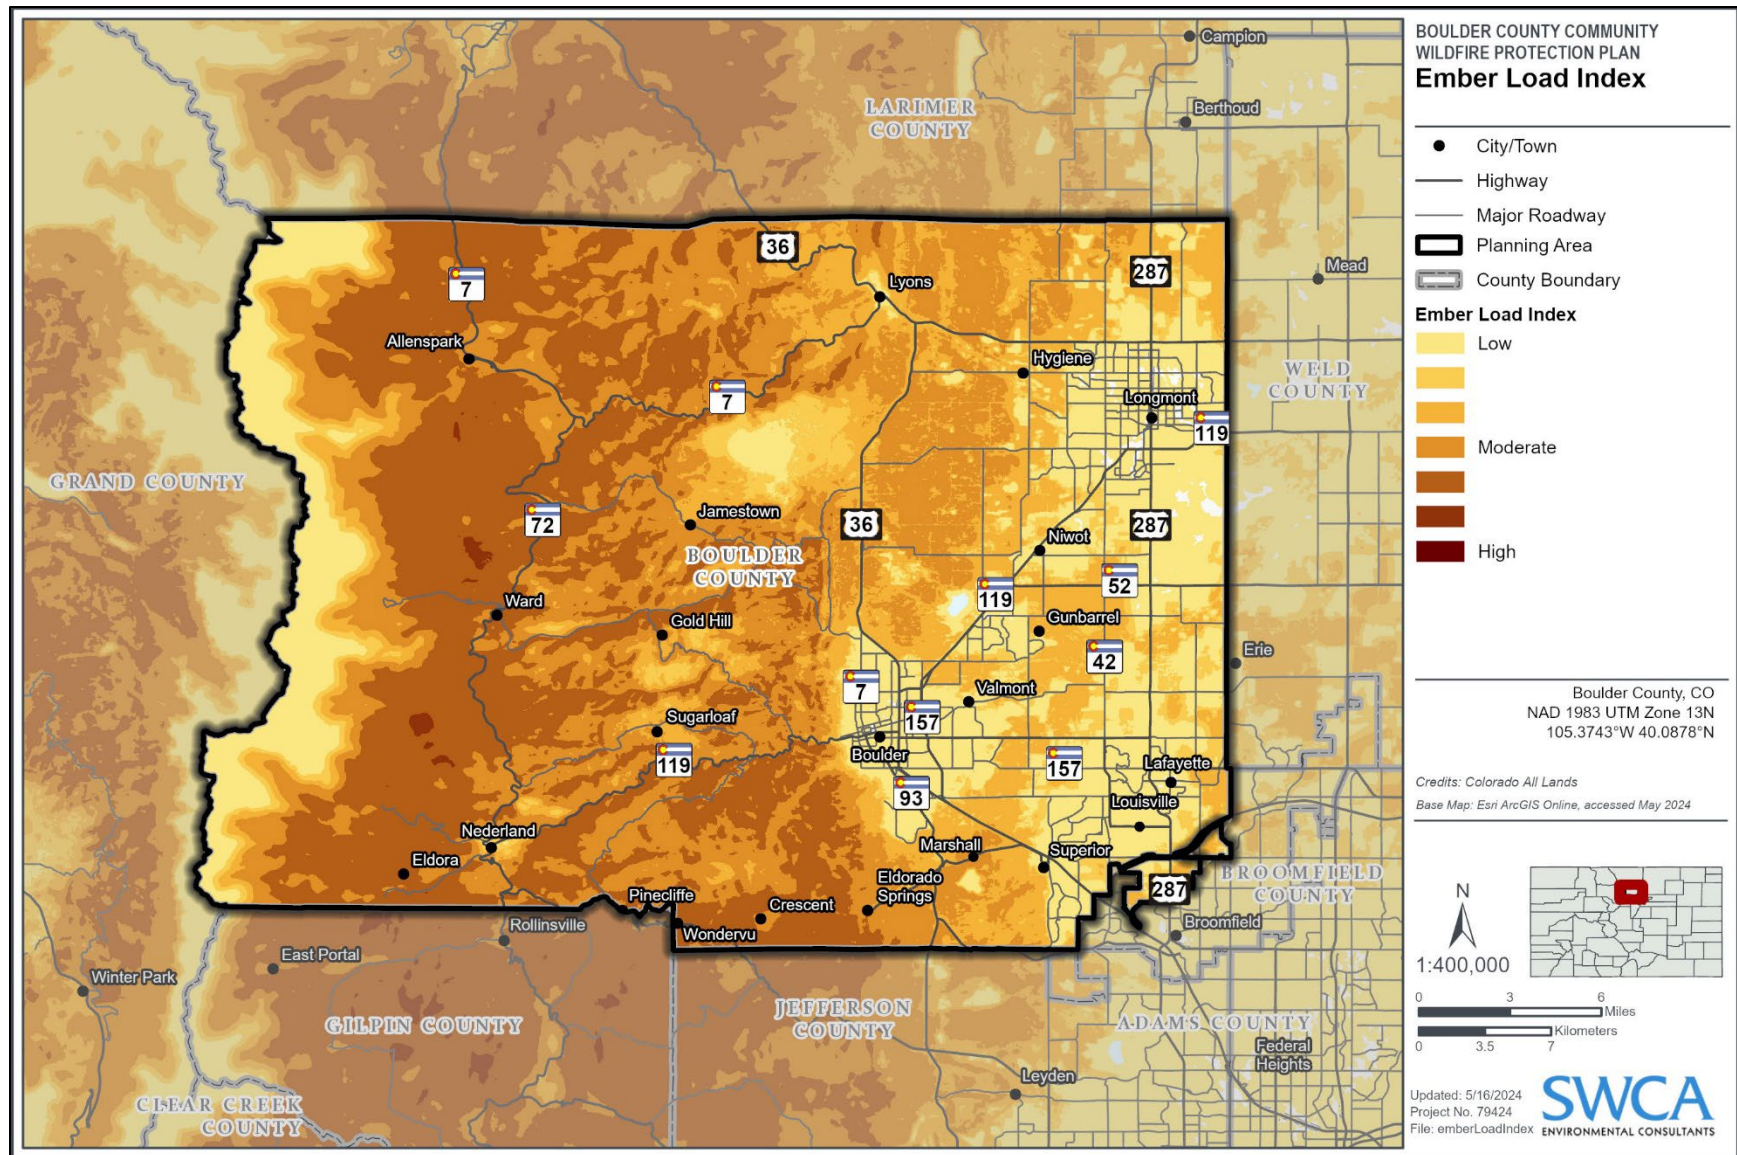 BOULDER COUNTY COMMUNITY
WILDFIRE PROTECTION PLAN
Ember Load Index
City/Town
Highway
Major Roadway
Planning Area
County Boundary
Ember Load Index
Low
Moderate
High
Boulder County, CO
NAD 1983 UTM Zone 13N
105.3743°W 40.0878°N
Credits: Colorado All Lands
Base Map: Esri ArcGIS Online, accessed May 2024
N
1:400,000
0 3 6
Miles
Kilometers
0 3.5 7
Updated: 5/16/2024
Project No. 79424
File: emberLoadIndex
SWCA
ENVIRONMENTAL CONSULTANTS
Campion
LARIMER
COUNTY
Berthoud
36
287
Mead
7
Lyons
Allenspark
Hygiene
WELD
COUNTY
7
Longmont
119
GRAND COUNTY
Jamestown
72
36
287
BOULDER
COUNTY
Niwot
52
119
Ward
Gold Hill
Gunbarrel
42
Erie
7
Valmont
157
Sugarloaf
119
Boulder
157
Lafayette
93
Louisville
Nederland
Marshall
Superior
Eldora
Eldorado
Springs
287
BROOMFIELD
COUNTY
Pinecliffe
Crescent
Wondervu
Rollinsville
Broomfield
East Portal
Winter Park
GILPIN COUNTY
JEFFERSON
COUNTY
ADAMS COUNTY
Federal
Heights
Leyden
CLEAR CREEK
COUNTY